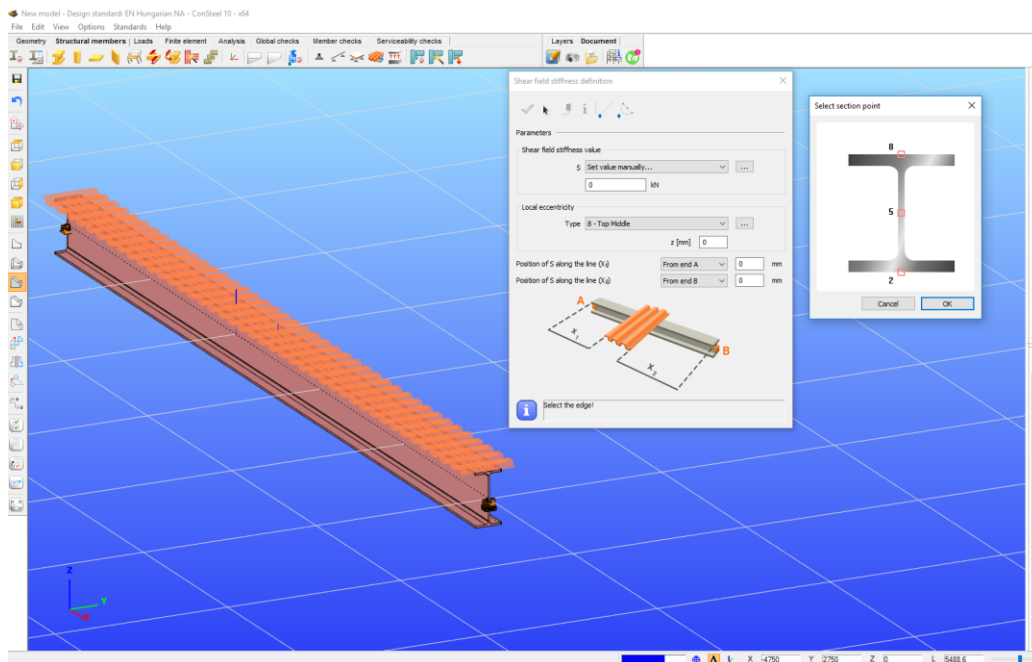 New model - Design standard: EN Hungarian NA - ConSteel 10 - x64
File Edit View Options Standards Help
Geometry Structural members Loads Finite element Analysis Global checks Member checks Serviceability checks Layers Document
Shear field stiffness definition
Parameters
Shear field stiffness value
S Set value manually... ...
0 kN
Local eccentricity
Type 8 - Top Middle ...
z [mm] 0
Position of S along the line (X₁) From end A 0 mm
Position of S along the line (X₂) From end B 0 mm
A
X₁
B
X₂
Select the edge!
Select section point
8
5
2
Cancel OK
Z
Y
X
X -4750 Y 2750 Z 0 L 5488.6